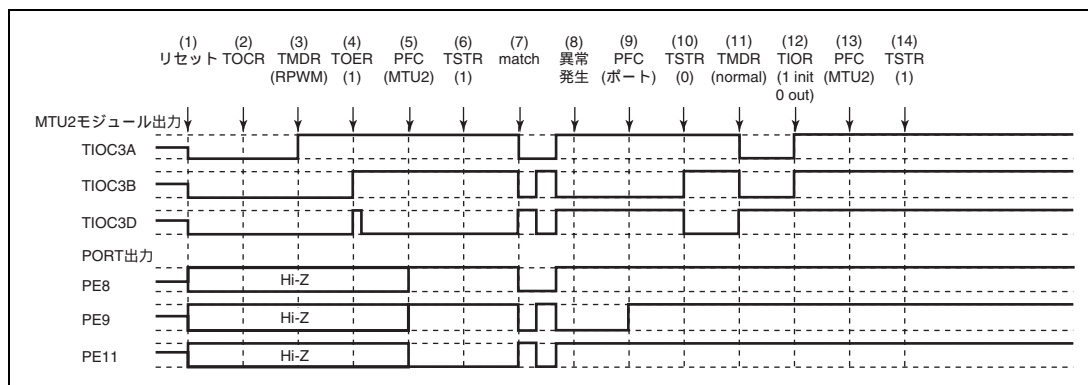 (1) (2) (3) (4) (5) (6) (7) (8) (9) (10) (11) (12) (13) (14)
リセット TOCR TMDR TOER PFC TSTR match 異常 PFC TSTR TMDR TIOR PFC TSTR
(RPWM) (1) (MTU2) (1) 発生 (ポート) (0) (normal) (1 init (MTU2) (1)
0 out)
MTU2モジュール出力
TIOC3A
TIOC3B
TIOC3D
PORT出力
PE8 Hi-Z
PE9 Hi-Z
PE11 Hi-Z